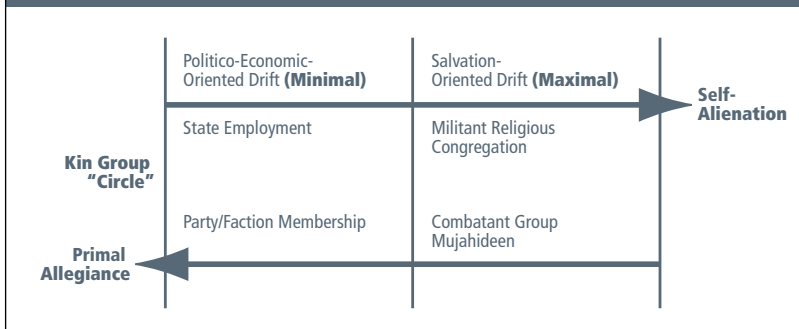 Politico-Economic-
Oriented Drift (Minimal)
Salvation-
Oriented Drift (Maximal)
Self-
Alienation
State Employment
Militant Religious
Congregation
Kin Group
"Circle"
Party/Faction Membership
Combatant Group
Mujahideen
Primal
Allegiance